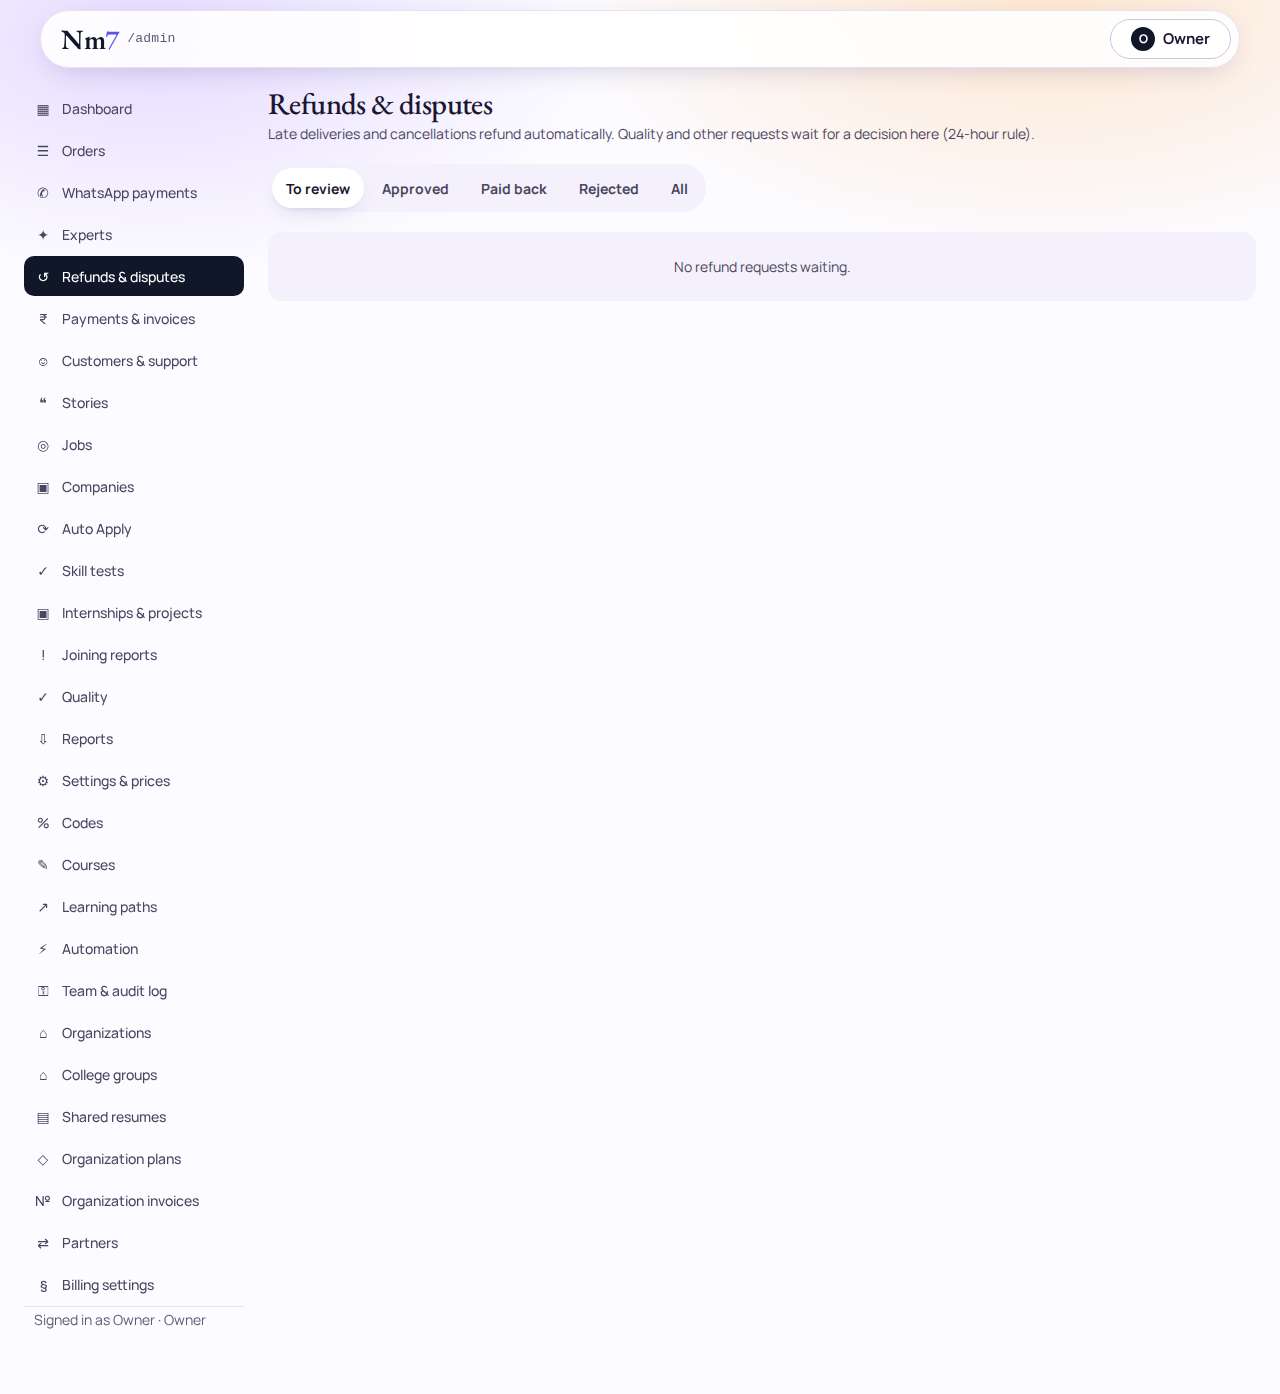 Nm7 /admin
O Owner
▦ Dashboard
☰ Orders
✆ WhatsApp payments
✦ Experts
↺ Refunds & disputes
₹ Payments & invoices
☺ Customers & support
❝ Stories
◎ Jobs
▣ Companies
⟳ Auto Apply
✓ Skill tests
▣ Internships & projects
! Joining reports
✓ Quality
⇩ Reports
⚙ Settings & prices
% Codes
✎ Courses
↗ Learning paths
⚡ Automation
⚿ Team & audit log
⌂ Organizations
⌂ College groups
▤ Shared resumes
◇ Organization plans
№ Organization invoices
⇄ Partners
§ Billing settings
Signed in as Owner · Owner
Refunds & disputes
Late deliveries and cancellations refund automatically. Quality and other requests wait for a decision here (24-hour rule).
To review Approved Paid back Rejected All
No refund requests waiting.